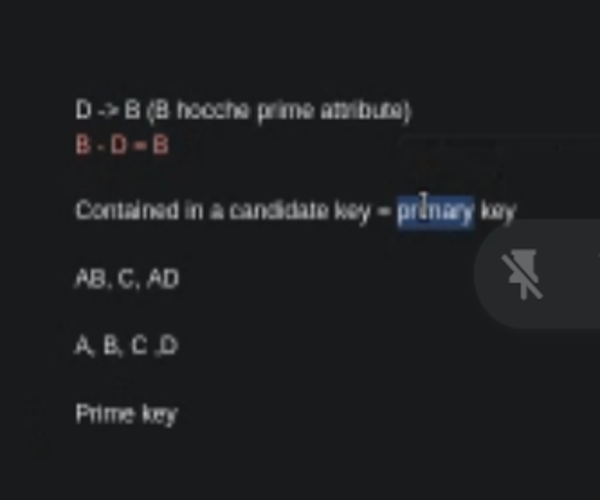 D -> B (B hocche prime attribute)
B - D = B
Contained in a candidate key = primary key
AB, C, AD
A, B, C ,D
Prime key